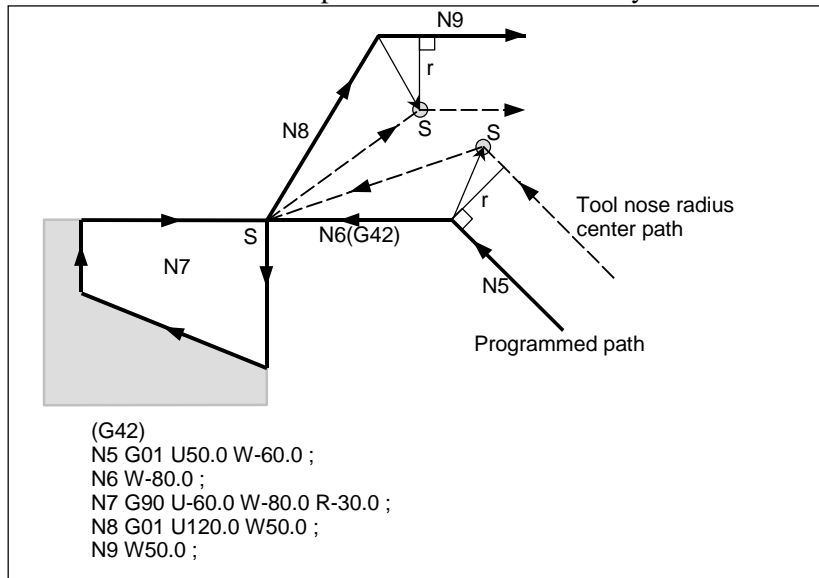 N9
r
N8
S
S
r
Tool nose radius
center path
S
N6(G42)
N7
N5
Programmed path
(G42)
N5 G01 U50.0 W-60.0 ;
N6 W-80.0 ;
N7 G90 U-60.0 W-80.0 R-30.0 ;
N8 G01 U120.0 W50.0 ;
N9 W50.0 ;